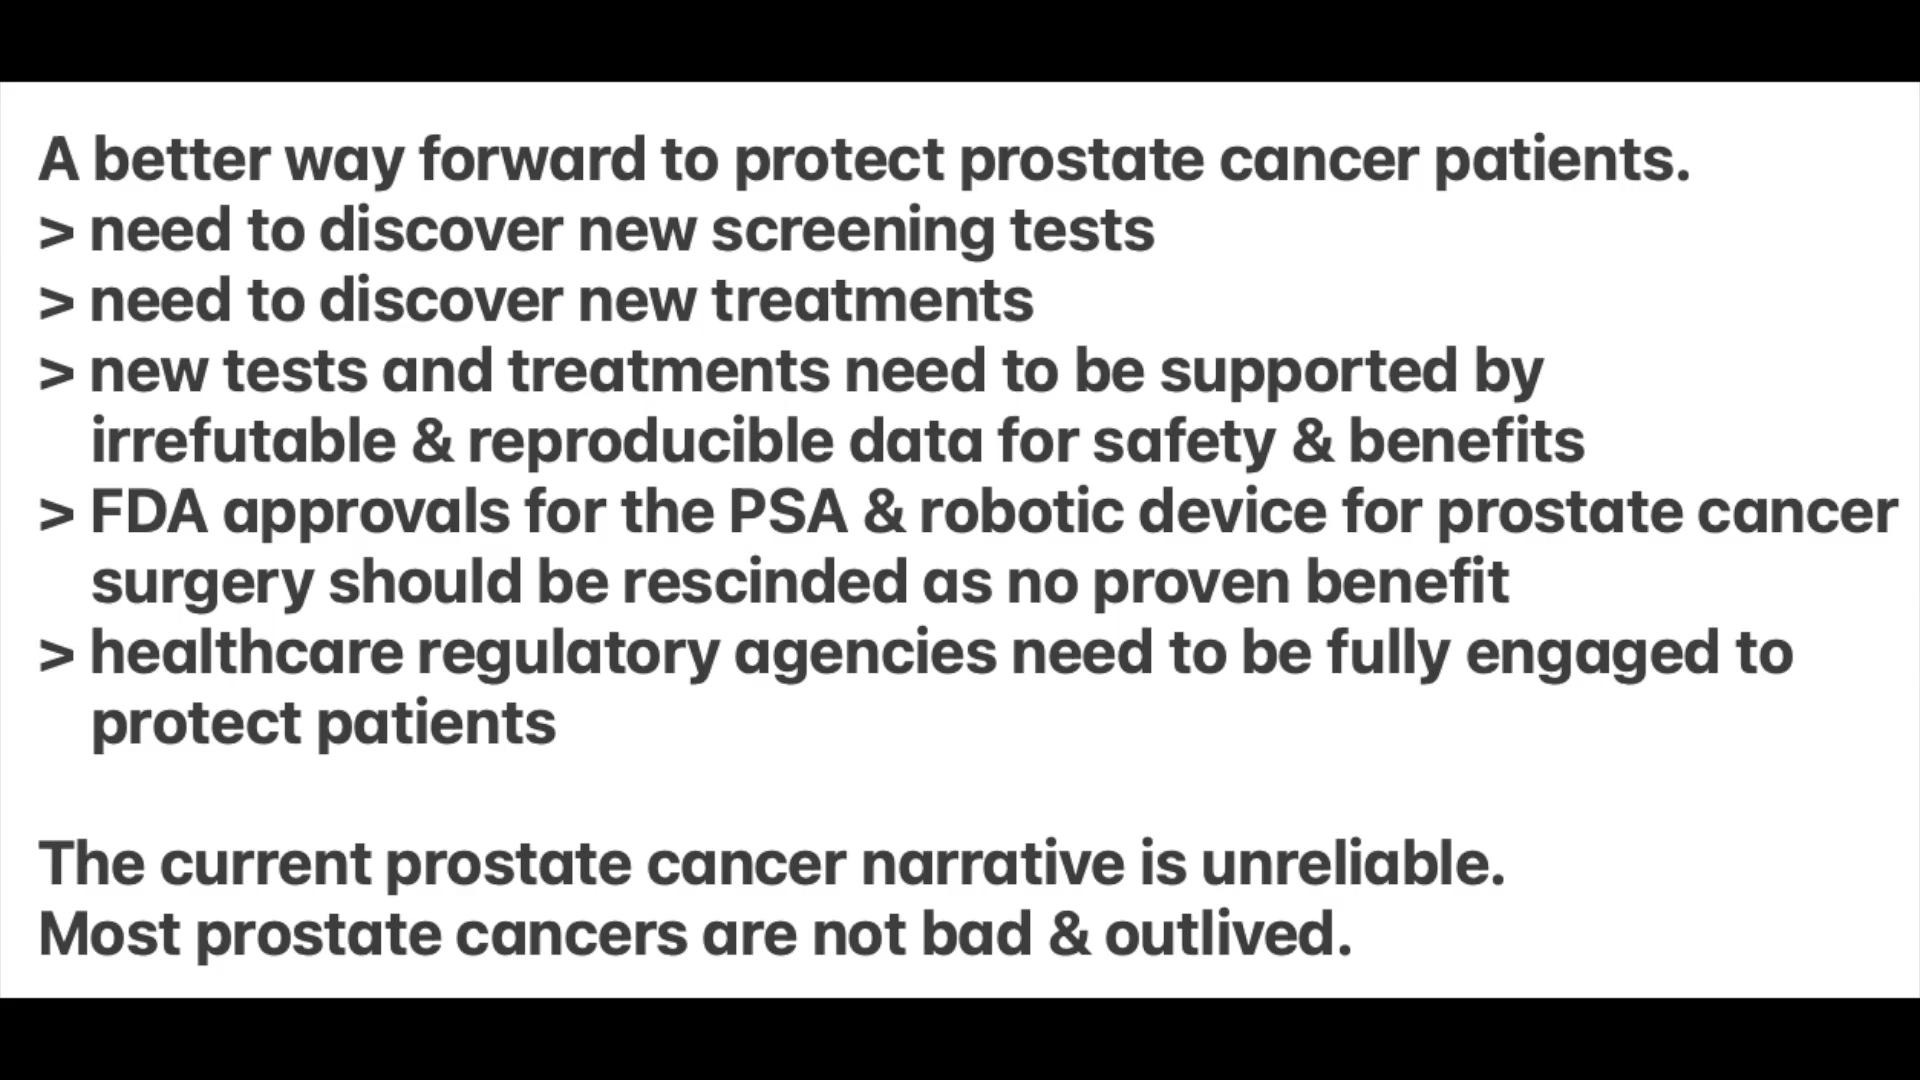 A better way forward to protect prostate cancer patients.
> need to discover new screening tests
> need to discover new treatments
> new tests and treatments need to be supported by
irrefutable & reproducible data for safety & benefits
> FDA approvals for the PSA & robotic device for prostate cancer
surgery should be rescinded as no proven benefit
> healthcare regulatory agencies need to be fully engaged to
protect patients
The current prostate cancer narrative is unreliable.
Most prostate cancers are not bad & outlived.